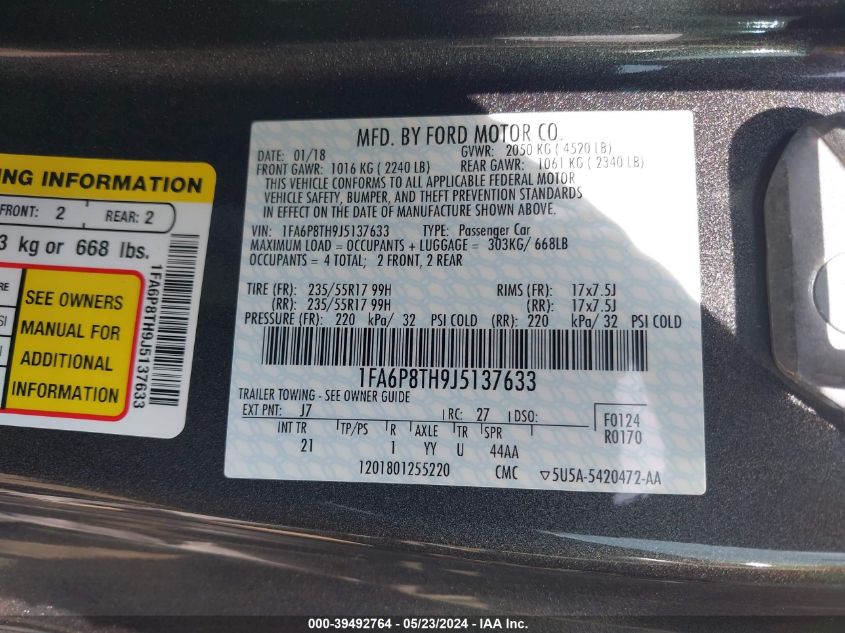 NG INFORMATION
FRONT: 2 REAR: 2
3 kg or 668 lbs.
RE
SI
SI
SEE OWNERS
MANUAL FOR
ADDITIONAL
INFORMATION
1FA6P8TH9J5137633
MFD. BY FORD MOTOR CO.
DATE: 01/18 GVWR: 2050 KG ( 4520 LB)
FRONT GAWR: 1016 KG ( 2240 LB) REAR GAWR: 1061 KG ( 2340 LB)
THIS VEHICLE CONFORMS TO ALL APPLICABLE FEDERAL MOTOR
VEHICLE SAFETY, BUMPER, AND THEFT PREVENTION STANDARDS
IN EFFECT ON THE DATE OF MANUFACTURE SHOWN ABOVE.
VIN: 1FA6P8TH9J5137633 TYPE: Passenger Car
MAXIMUM LOAD = OCCUPANTS + LUGGAGE = 303KG/ 668LB
OCCUPANTS = 4 TOTAL; 2 FRONT, 2 REAR
TIRE (FR): 235/55R17 99H RIMS (FR): 17x7.5J
(RR): 235/55R17 99H (RR): 17x7.5J
PRESSURE (FR): 220 kPa/ 32 PSI COLD (RR): 220 kPa/ 32 PSI COLD
1FA6P8TH9J5137633
TRAILER TOWING - SEE OWNER GUIDE
EXT PNT: J7 RC: 27 DSO: F0124
R0170
INT TR TP/PS R AXLE TR SPR
21 1 YY U 44AA
1201801255220 CMC ▽5U5A-5420472-AA
000-39492764 - 05/23/2024 - IAA Inc.